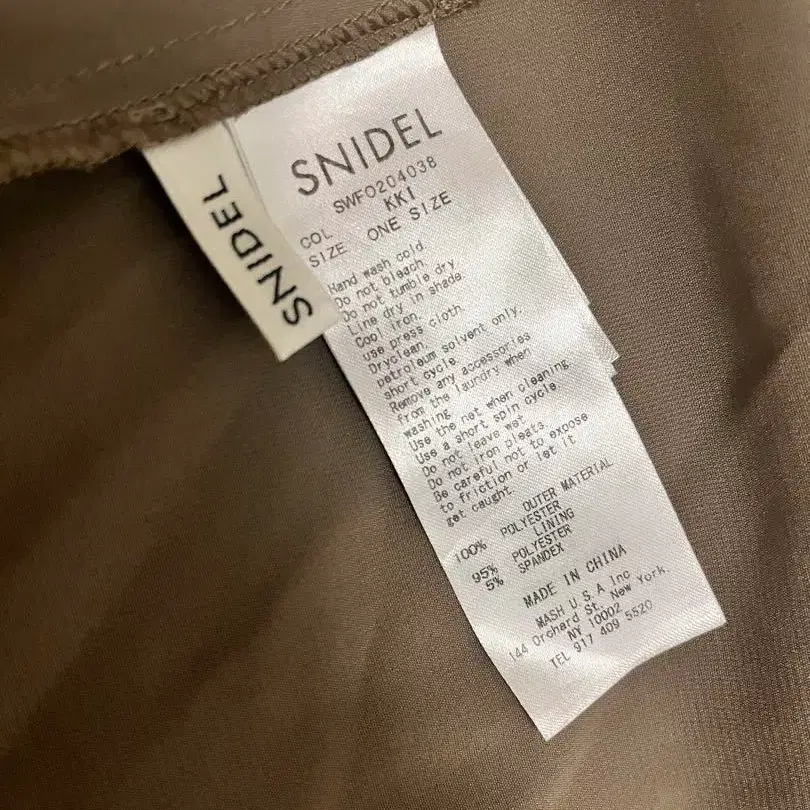 SNIDEL
SNIDEL
SWFO204038
COL KKI
SIZE ONE SIZE
Hand wash cold.
Do not bleach.
Do not tumble dry.
Line dry in shade.
Cool iron.
use press cloth.
Dryclean.
petroleum solvent only.
short cycle.
Remove any accessories
from the laundry when
washing.
Use the net when cleaning.
Use a short spin cycle.
Do not leave wet.
Do not iron pleats.
Be careful not to expose
to friction or let it
get caught.
OUTER MATERIAL
100% POLYESTER
LINING
95% POLYESTER
5% SPANDEX
MADE IN CHINA
MASH U.S.A Inc
144 Orchard St, New York.
NY 10002
TEL 917 409 5520